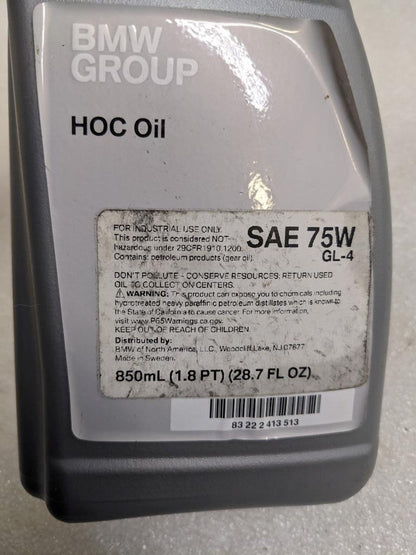 BMW
GROUP
HOC Oil
FOR INDUSTRIAL USE ONLY.
This product is considered NOT
hazardous under 29CFR1910.1200.
Contains: petroleum products (gear oil)
SAE 75W
GL-4
DON'T POLLUTE - CONSERVE RESOURCES. RETURN USED
OIL TO COLLECTION CENTERS.
⚠ WARNING: This product can expose you to chemicals including
hydrotreated heavy paraffinic petroleum distillates which is known to
the State of California to cause cancer. For more information,
visit www.P65Warnings.ca.gov.
KEEP OUT OF REACH OF CHILDREN.
Distributed by:
BMW of North America, LLC, Woodcliff Lake, NJ 07677
Made in Sweden.
850mL (1.8 PT) (28.7 FL OZ)
83 22 2 413 513